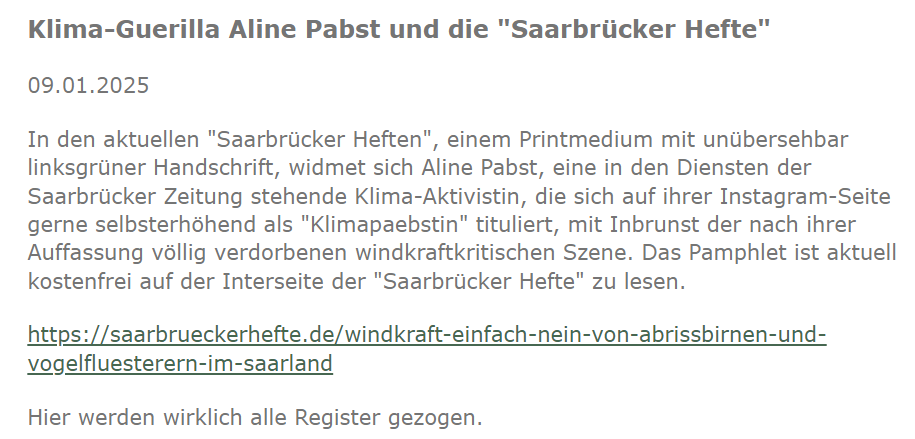 Klima-Guerilla Aline Pabst und die "Saarbrücker Hefte"
09.01.2025
In den aktuellen "Saarbrücker Heften", einem Printmedium mit unübersehbar
linksgrüner Handschrift, widmet sich Aline Pabst, eine in den Diensten der
Saarbrücker Zeitung stehende Klima-Aktivistin, die sich auf ihrer Instagram-Seite
gerne selbsterhöhend als "Klimapaebstin" tituliert, mit Inbrunst der nach ihrer
Auffassung völlig verdorbenen windkraftkritischen Szene. Das Pamphlet ist aktuell
kostenfrei auf der Interseite der "Saarbrücker Hefte" zu lesen.
https://saarbrueckerhefte.de/windkraft-einfach-nein-von-abrissbirnen-und-
vogelfluesterern-im-saarland
Hier werden wirklich alle Register gezogen.